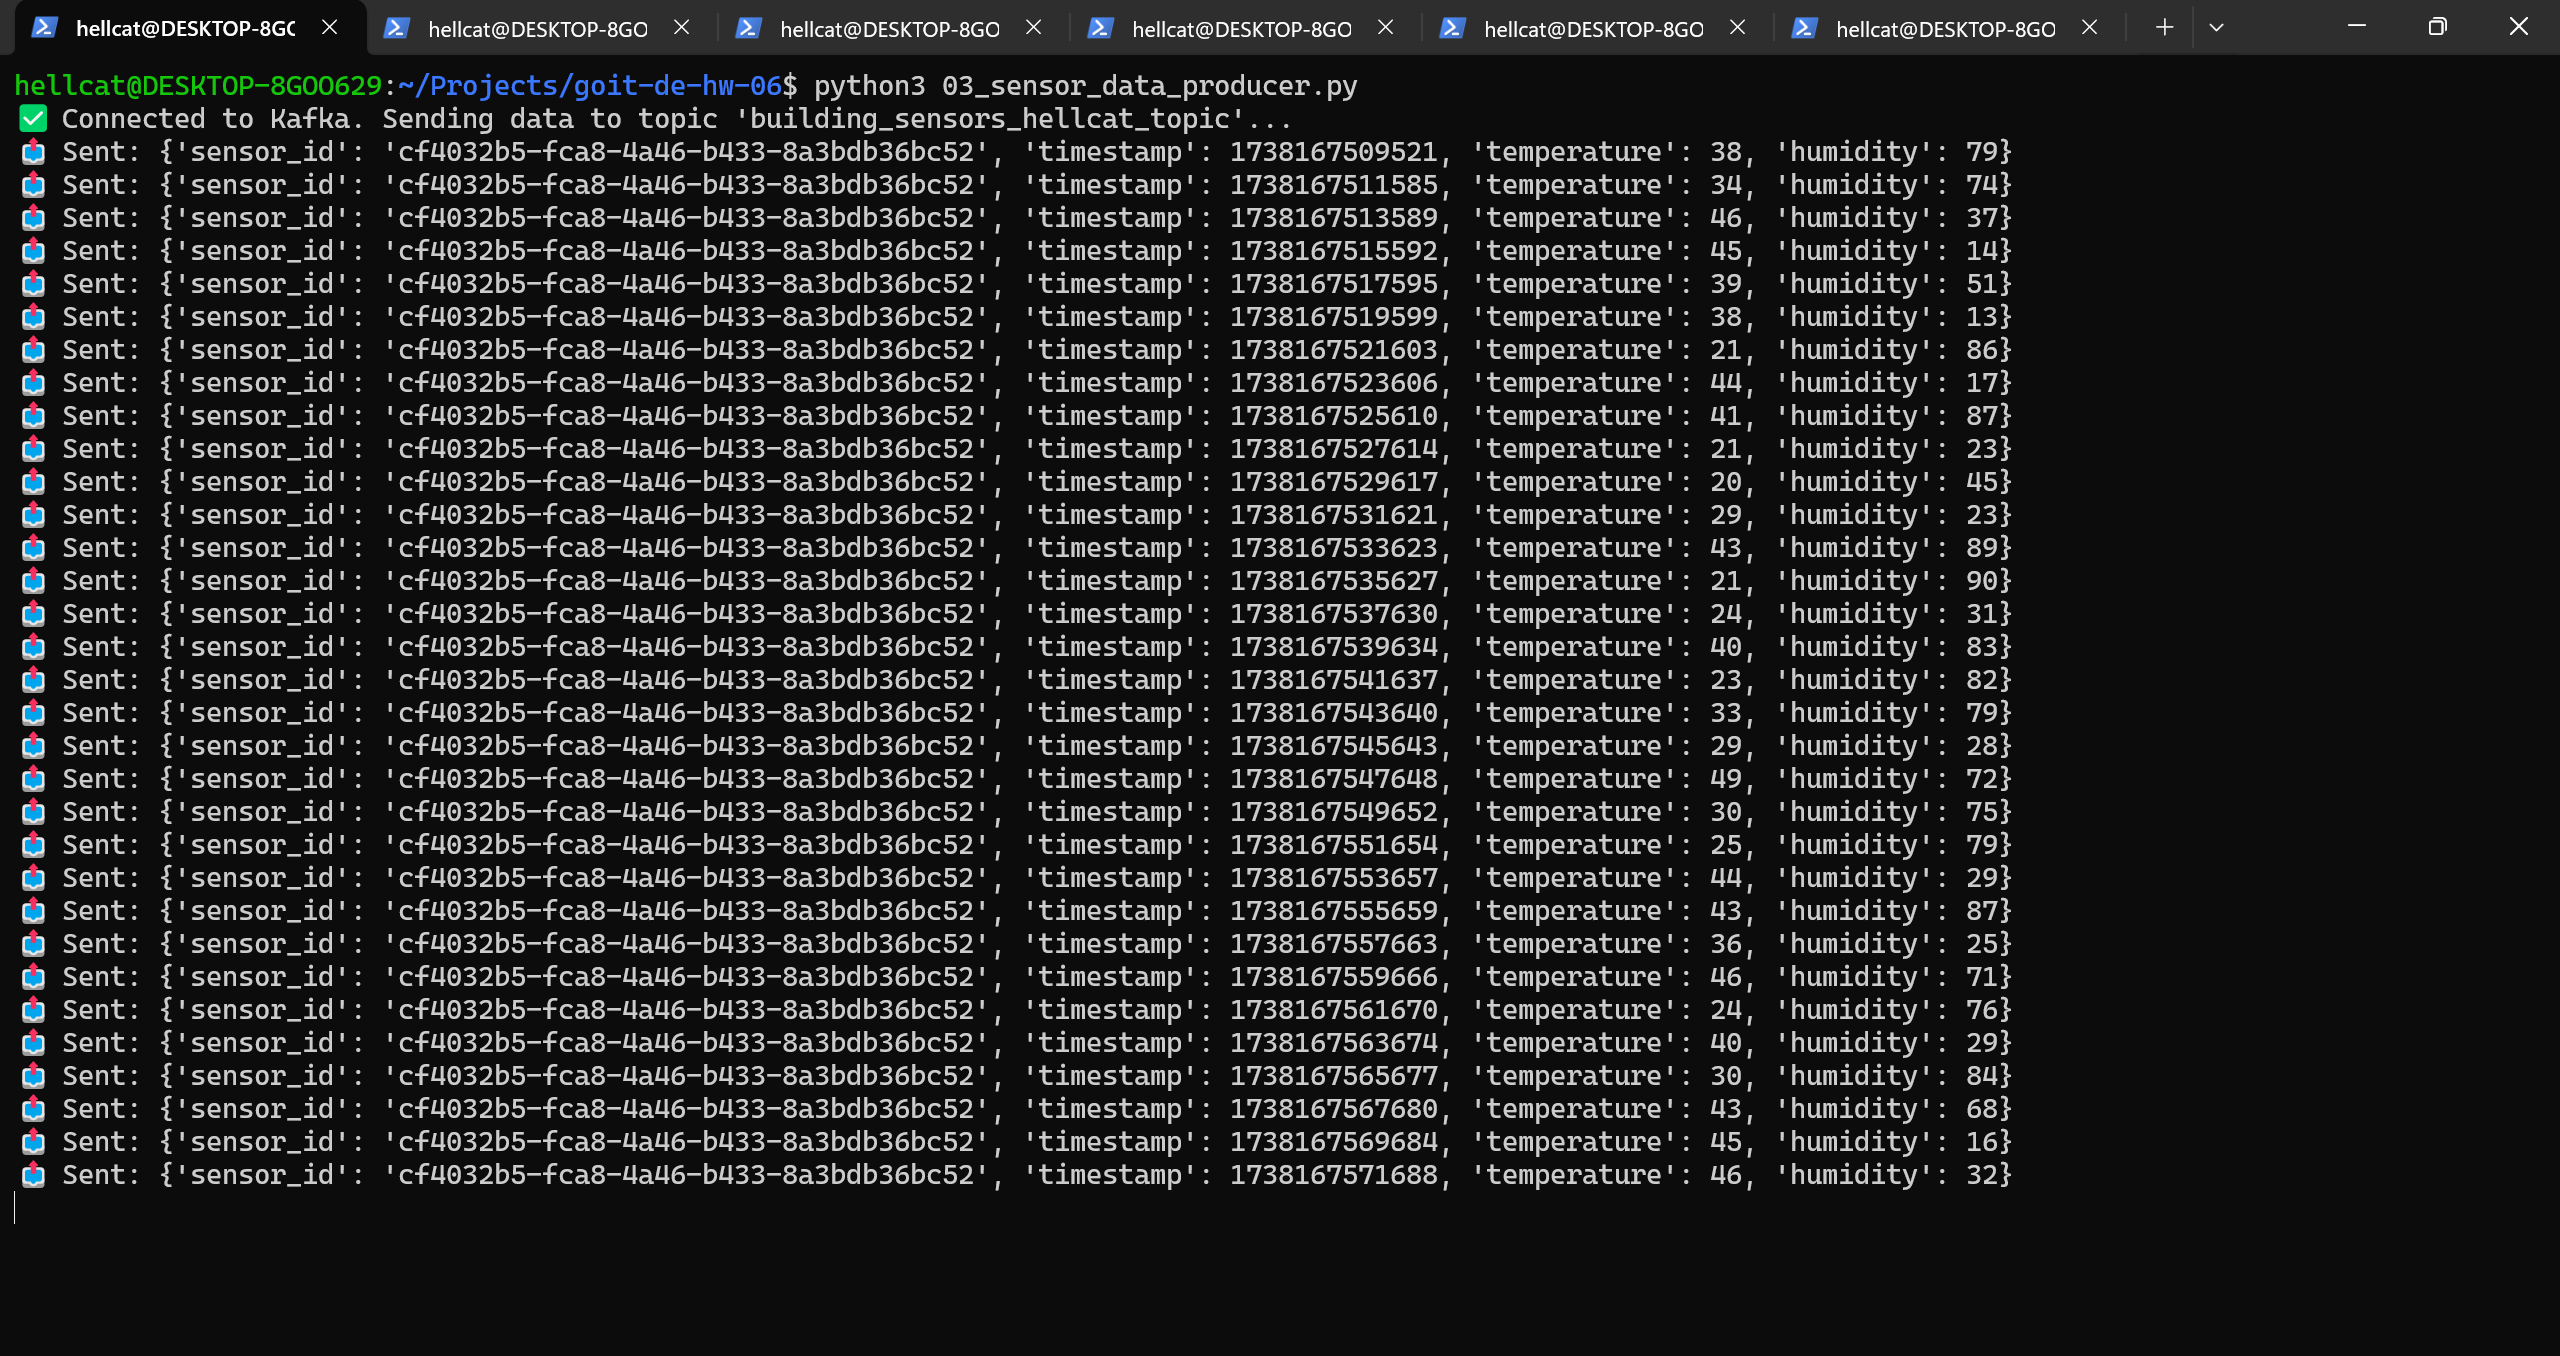 hellcat@DESKTOP-8GO
hellcat@DESKTOP-8GO
hellcat@DESKTOP-8GO
hellcat@DESKTOP-8GO
hellcat@DESKTOP-8GO
hellcat@DESKTOP-8GO
hellcat@DESKTOP-8GOO629:~/Projects/goit-de-hw-06$ python3 03_sensor_data_producer.py
✅ Connected to Kafka. Sending data to topic 'building_sensors_hellcat_topic'...
📤 Sent: {'sensor_id': 'cf4032b5-fca8-4a46-b433-8a3bdb36bc52', 'timestamp': 1738167509521, 'temperature': 38, 'humidity': 79}
📤 Sent: {'sensor_id': 'cf4032b5-fca8-4a46-b433-8a3bdb36bc52', 'timestamp': 1738167511585, 'temperature': 34, 'humidity': 74}
📤 Sent: {'sensor_id': 'cf4032b5-fca8-4a46-b433-8a3bdb36bc52', 'timestamp': 1738167513589, 'temperature': 46, 'humidity': 37}
📤 Sent: {'sensor_id': 'cf4032b5-fca8-4a46-b433-8a3bdb36bc52', 'timestamp': 1738167515592, 'temperature': 45, 'humidity': 14}
📤 Sent: {'sensor_id': 'cf4032b5-fca8-4a46-b433-8a3bdb36bc52', 'timestamp': 1738167517595, 'temperature': 39, 'humidity': 51}
📤 Sent: {'sensor_id': 'cf4032b5-fca8-4a46-b433-8a3bdb36bc52', 'timestamp': 1738167519599, 'temperature': 38, 'humidity': 13}
📤 Sent: {'sensor_id': 'cf4032b5-fca8-4a46-b433-8a3bdb36bc52', 'timestamp': 1738167521603, 'temperature': 21, 'humidity': 86}
📤 Sent: {'sensor_id': 'cf4032b5-fca8-4a46-b433-8a3bdb36bc52', 'timestamp': 1738167523606, 'temperature': 44, 'humidity': 17}
📤 Sent: {'sensor_id': 'cf4032b5-fca8-4a46-b433-8a3bdb36bc52', 'timestamp': 1738167525610, 'temperature': 41, 'humidity': 87}
📤 Sent: {'sensor_id': 'cf4032b5-fca8-4a46-b433-8a3bdb36bc52', 'timestamp': 1738167527614, 'temperature': 21, 'humidity': 23}
📤 Sent: {'sensor_id': 'cf4032b5-fca8-4a46-b433-8a3bdb36bc52', 'timestamp': 1738167529617, 'temperature': 20, 'humidity': 45}
📤 Sent: {'sensor_id': 'cf4032b5-fca8-4a46-b433-8a3bdb36bc52', 'timestamp': 1738167531621, 'temperature': 29, 'humidity': 23}
📤 Sent: {'sensor_id': 'cf4032b5-fca8-4a46-b433-8a3bdb36bc52', 'timestamp': 1738167533623, 'temperature': 43, 'humidity': 89}
📤 Sent: {'sensor_id': 'cf4032b5-fca8-4a46-b433-8a3bdb36bc52', 'timestamp': 1738167535627, 'temperature': 21, 'humidity': 90}
📤 Sent: {'sensor_id': 'cf4032b5-fca8-4a46-b433-8a3bdb36bc52', 'timestamp': 1738167537630, 'temperature': 24, 'humidity': 31}
📤 Sent: {'sensor_id': 'cf4032b5-fca8-4a46-b433-8a3bdb36bc52', 'timestamp': 1738167539634, 'temperature': 40, 'humidity': 83}
📤 Sent: {'sensor_id': 'cf4032b5-fca8-4a46-b433-8a3bdb36bc52', 'timestamp': 1738167541637, 'temperature': 23, 'humidity': 82}
📤 Sent: {'sensor_id': 'cf4032b5-fca8-4a46-b433-8a3bdb36bc52', 'timestamp': 1738167543640, 'temperature': 33, 'humidity': 79}
📤 Sent: {'sensor_id': 'cf4032b5-fca8-4a46-b433-8a3bdb36bc52', 'timestamp': 1738167545643, 'temperature': 29, 'humidity': 28}
📤 Sent: {'sensor_id': 'cf4032b5-fca8-4a46-b433-8a3bdb36bc52', 'timestamp': 1738167547648, 'temperature': 49, 'humidity': 72}
📤 Sent: {'sensor_id': 'cf4032b5-fca8-4a46-b433-8a3bdb36bc52', 'timestamp': 1738167549652, 'temperature': 30, 'humidity': 75}
📤 Sent: {'sensor_id': 'cf4032b5-fca8-4a46-b433-8a3bdb36bc52', 'timestamp': 1738167551654, 'temperature': 25, 'humidity': 79}
📤 Sent: {'sensor_id': 'cf4032b5-fca8-4a46-b433-8a3bdb36bc52', 'timestamp': 1738167553657, 'temperature': 44, 'humidity': 29}
📤 Sent: {'sensor_id': 'cf4032b5-fca8-4a46-b433-8a3bdb36bc52', 'timestamp': 1738167555659, 'temperature': 43, 'humidity': 87}
📤 Sent: {'sensor_id': 'cf4032b5-fca8-4a46-b433-8a3bdb36bc52', 'timestamp': 1738167557663, 'temperature': 36, 'humidity': 25}
📤 Sent: {'sensor_id': 'cf4032b5-fca8-4a46-b433-8a3bdb36bc52', 'timestamp': 1738167559666, 'temperature': 46, 'humidity': 71}
📤 Sent: {'sensor_id': 'cf4032b5-fca8-4a46-b433-8a3bdb36bc52', 'timestamp': 1738167561670, 'temperature': 24, 'humidity': 76}
📤 Sent: {'sensor_id': 'cf4032b5-fca8-4a46-b433-8a3bdb36bc52', 'timestamp': 1738167563674, 'temperature': 40, 'humidity': 29}
📤 Sent: {'sensor_id': 'cf4032b5-fca8-4a46-b433-8a3bdb36bc52', 'timestamp': 1738167565677, 'temperature': 30, 'humidity': 84}
📤 Sent: {'sensor_id': 'cf4032b5-fca8-4a46-b433-8a3bdb36bc52', 'timestamp': 1738167567680, 'temperature': 43, 'humidity': 68}
📤 Sent: {'sensor_id': 'cf4032b5-fca8-4a46-b433-8a3bdb36bc52', 'timestamp': 1738167569684, 'temperature': 45, 'humidity': 16}
📤 Sent: {'sensor_id': 'cf4032b5-fca8-4a46-b433-8a3bdb36bc52', 'timestamp': 1738167571688, 'temperature': 46, 'humidity': 32}